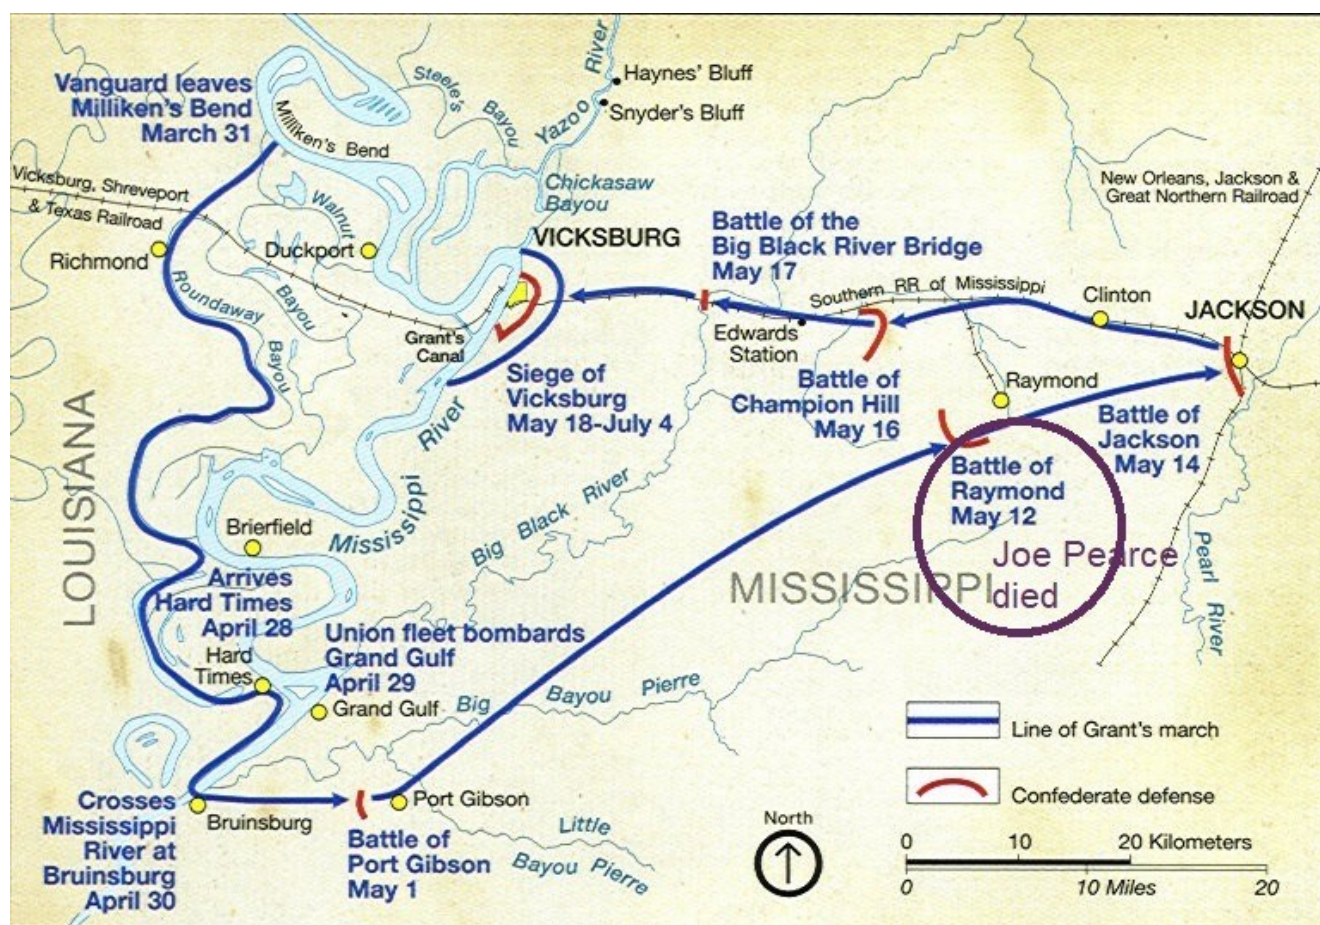 Vanguard leaves
Milliken's Bend
March 31
Milliken's Bend
Steele's
Bayou
Yazoo
River
Haynes' Bluff
Snyder's Bluff
Vicksburg, Shreveport
& Texas Railroad
Richmond
Walnut
Bayou
Duckport
Chickasaw
Bayou
VICKSBURG
Roundaway
Bayou
Grant's
Canal
Siege of
Vicksburg
May 18-July 4
Battle of the
Big Black River Bridge
May 17
Edwards
Station
Southern RR of Mississippi
Clinton
JACKSON
New Orleans, Jackson &
Great Northern Railroad
Battle of
Champion Hill
May 16
Raymond
Battle of
Jackson
May 14
Battle of
Raymond
May 12
Joe Pearce
died
LOUISIANA
MISSISSIPPI
Mississippi
River
Big Black River
Pearl River
Brierfield
Arrives
Hard Times
April 28
Hard
Times
Union fleet bombards
Grand Gulf
April 29
Grand Gulf
Big Bayou Pierre
Crosses
Mississippi
River at
Bruinsburg
April 30
Bruinsburg
Port Gibson
Battle of
Port Gibson
May 1
Little
Bayou Pierre
North
Line of Grant's march
Confederate defense
0 10 20 Kilometers
0 10 Miles 20